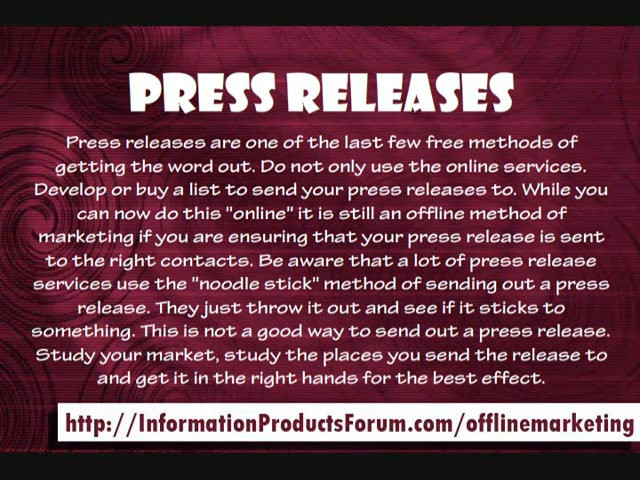 PRESS RELEASES
Press releases are one of the last few free methods of
getting the word out. Do not only use the online services.
Develop or buy a list to send your press releases to. While you
can now do this "online" it is still an offline method of
marketing if you are ensuring that your press release is sent
to the right contacts. Be aware that a lot of press release
services use the "noodle stick" method of sending out a press
release. They just throw it out and see if it sticks to
something. This is not a good way to send out a press release.
Study your market, study the places you send the release to
and get it in the right hands for the best effect.
http://InformationProductsForum.com/offlinemarketing